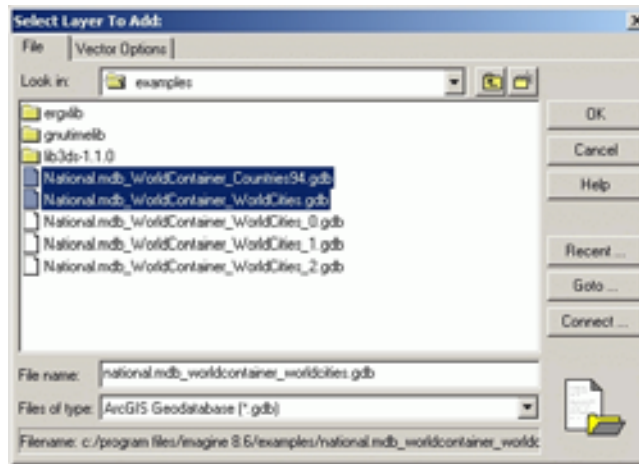 Select Layer To Add:
File
Vector Options
Look in:
examples
OK
Cancel
Help
Recent ...
Goto ...
Connect ...
gnutimelib
lib3ds-1.1.0
National.mdb_WorldContainer_Countries94.gdb
National.mdb_WorldContainer_WorldCities.gdb
National.mdb_WorldContainer_WorldCities_0.gdb
National.mdb_WorldContainer_WorldCities_1.gdb
National.mdb_WorldContainer_WorldCities_2.gdb
File name:
national.mdb_worldcontainer_worldcities.gdb
Files of type:
ArcGIS Geodatabase (*.gdb)
Filename: c:/program files/imagine 8.6/examples/national.mdb_worldcontainer_worldc